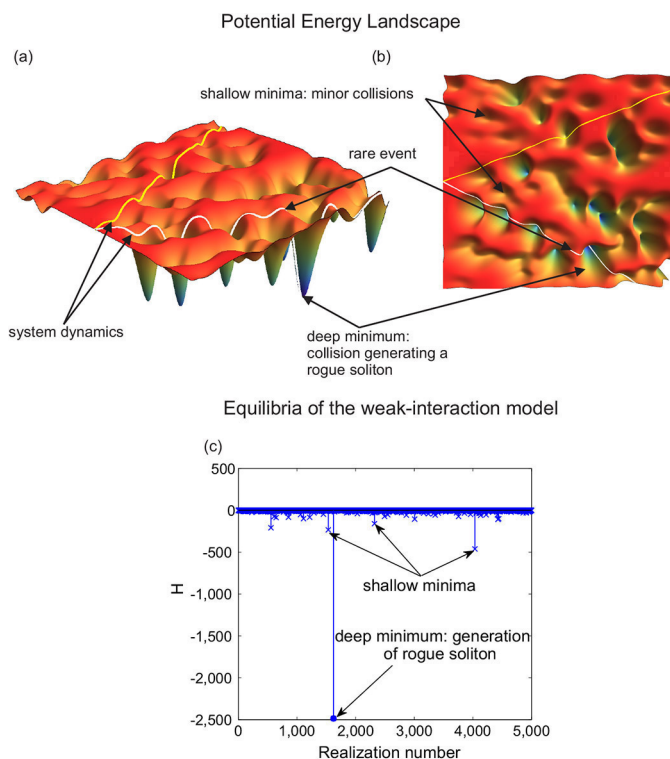 Potential Energy Landscape
(a)
(b)
shallow minima: minor collisions
rare event
system dynamics
deep minimum:
collision generating a
rogue soliton
Equilibria of the weak-interaction model
(c)
500
0
-500
-1,000
-1,500
-2,000
-2,500
H
shallow minima
deep minimum: generation
of rogue soliton
0
1,000
2,000
3,000
4,000
5,000
Realization number